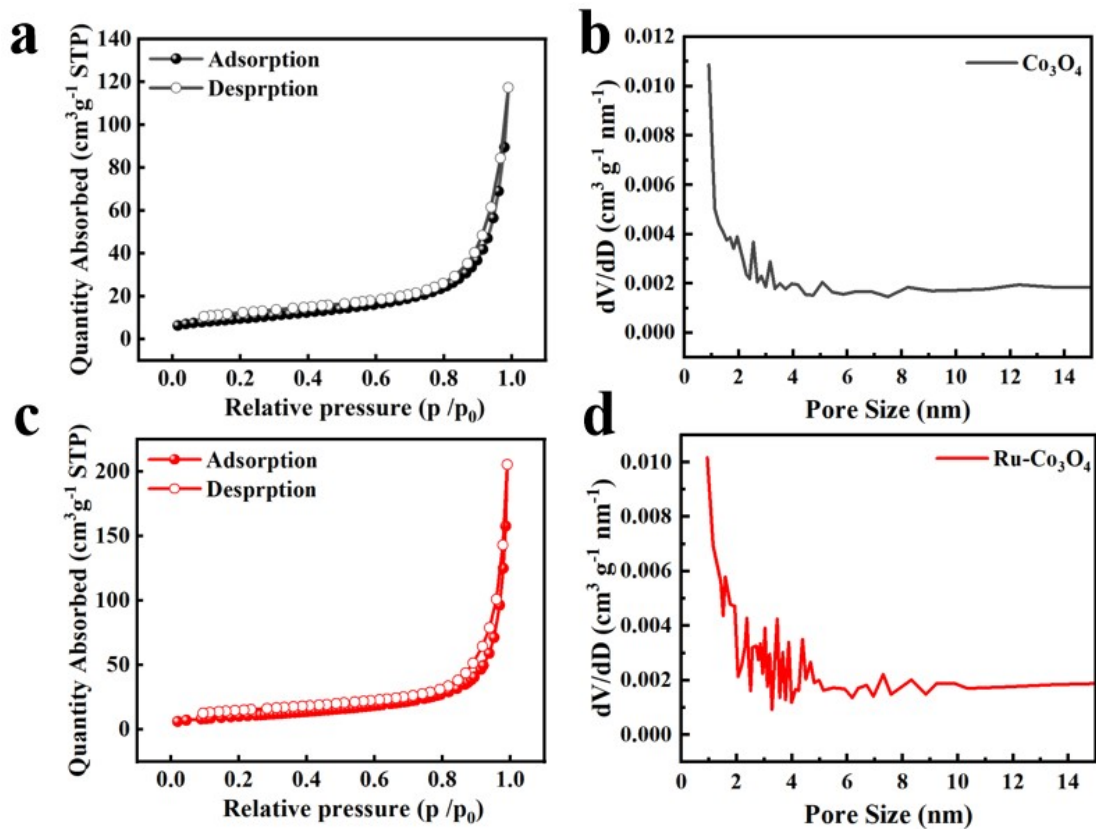 a
140
120
100
80
60
40
20
0
Quantity Absorbed (cm³g⁻¹ STP)
Adsorption
Desprption
0.0 0.2 0.4 0.6 0.8 1.0
Relative pressure (p /p₀)
b
0.012
0.010
0.008
0.006
0.004
0.002
0.000
dV/dD (cm³ g⁻¹ nm⁻¹)
Co₃O₄
0 2 4 6 8 10 12 14
Pore Size (nm)
c
200
150
100
50
0
Quantity Absorbed (cm³g⁻¹ STP)
Adsorption
Desprption
0.0 0.2 0.4 0.6 0.8 1.0
Relative pressure (p /p₀)
d
0.010
0.008
0.006
0.004
0.002
0.000
dV/dD (cm³ g⁻¹ nm⁻¹)
Ru-Co₃O₄
0 2 4 6 8 10 12 14
Pore Size (nm)